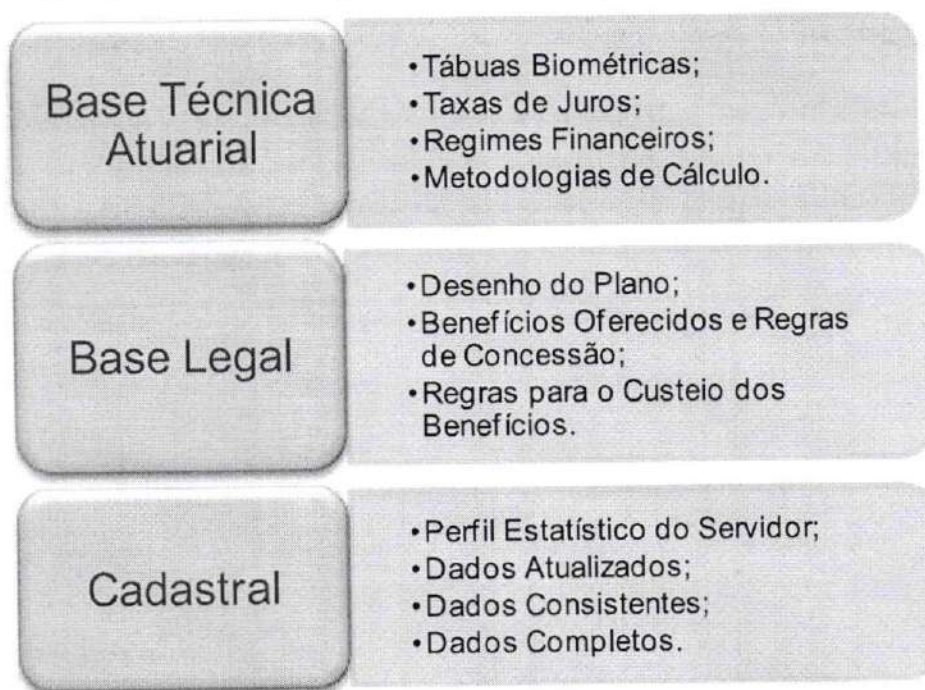 Base Técnica
Atuarial
•Tábuas Biométricas;
•Taxas de Juros;
•Regimes Financeiros;
•Metodologias de Cálculo.
Base Legal
•Desenho do Plano;
•Benefícios Oferecidos e Regras
de Concessão;
•Regras para o Custeio dos
Benefícios.
Cadastral
•Perfil Estatístico do Servidor;
•Dados Atualizados;
•Dados Consistentes;
•Dados Completos.